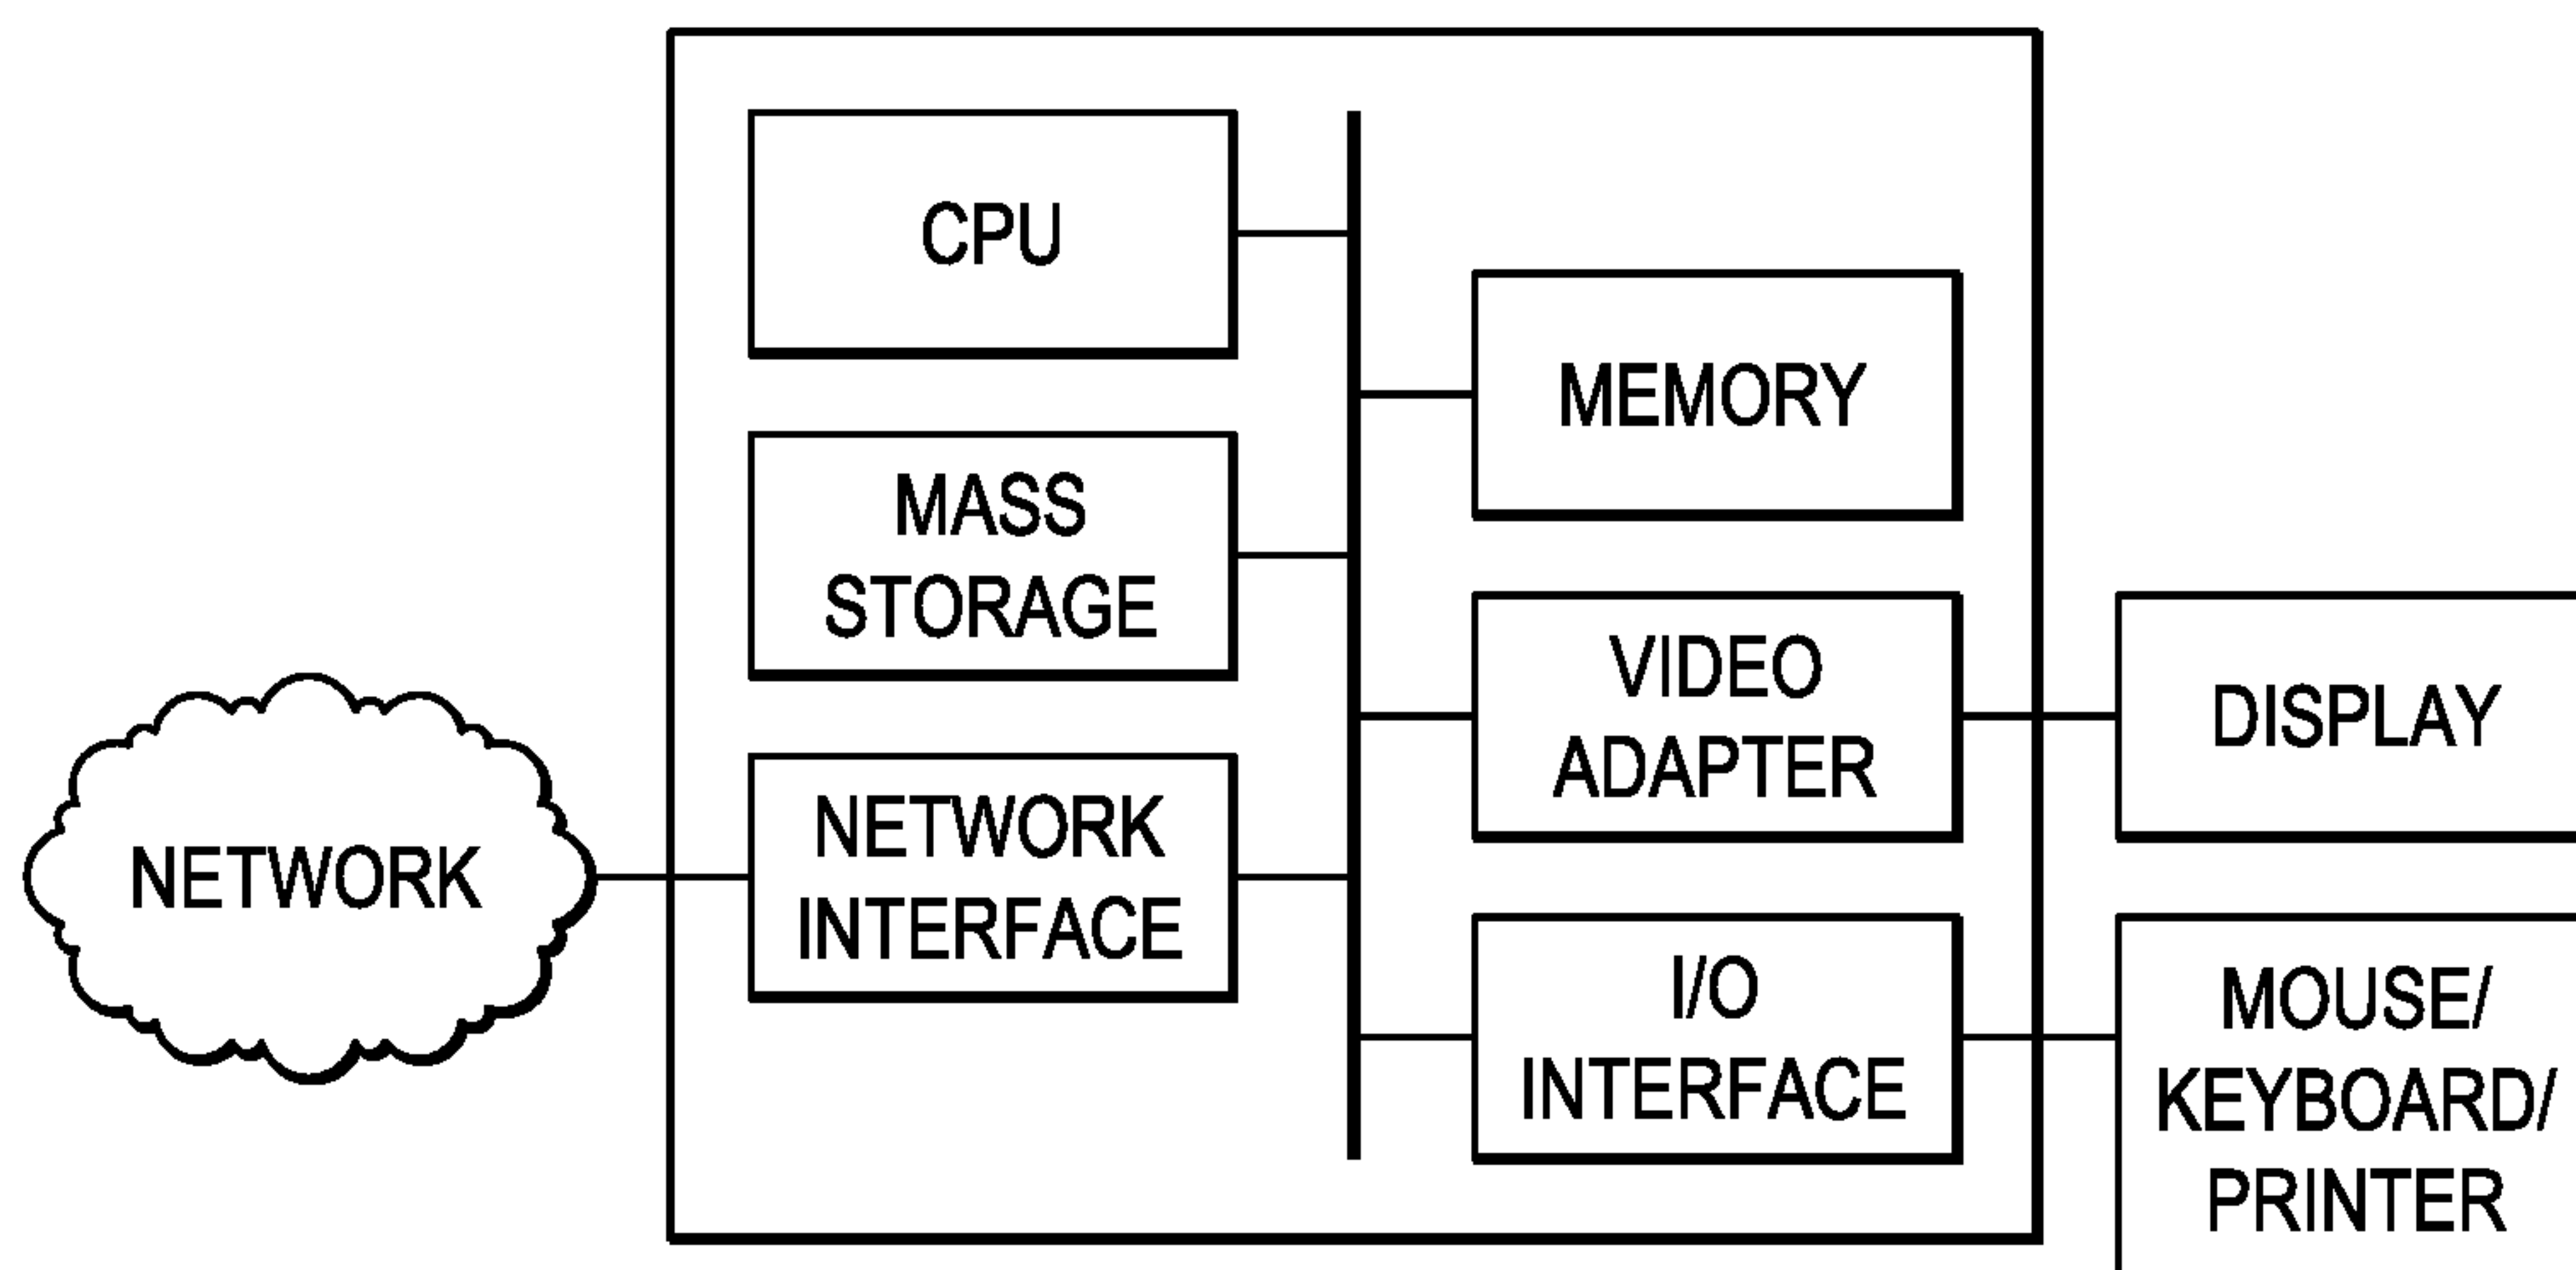 CPU
MEMORY
MASS
STORAGE
VIDEO
ADAPTER
DISPLAY
NETWORK
NETWORK
INTERFACE
I/O
INTERFACE
MOUSE/
KEYBOARD/
PRINTER